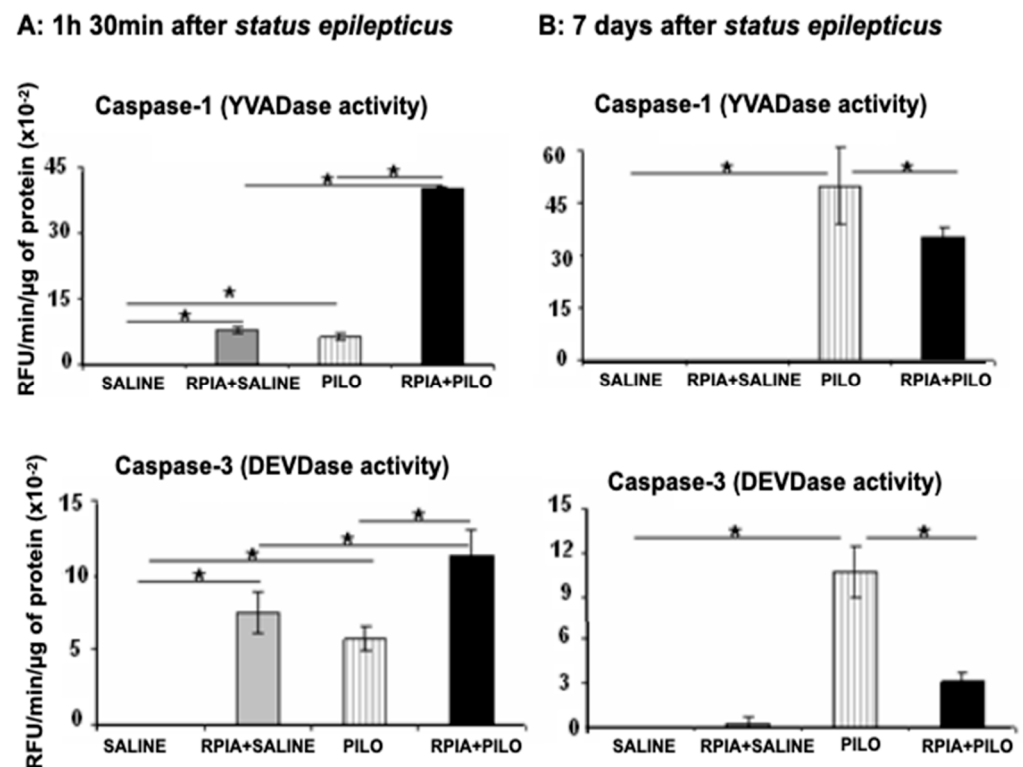 A: 1h 30min after status epilepticus
B: 7 days after status epilepticus
Caspase-1 (YVADase activity)
RFU/min/µg of protein (x10-2)
45
30
15
0
SALINE RPIA+SALINE PILO RPIA+PILO
Caspase-1 (YVADase activity)
60
45
30
15
0
SALINE RPIA+SALINE PILO RPIA+PILO
Caspase-3 (DEVDase activity)
RFU/min/µg of protein (x10-2)
15
10
5
0
SALINE RPIA+SALINE PILO RPIA+PILO
Caspase-3 (DEVDase activity)
15
12
9
6
3
0
SALINE RPIA+SALINE PILO RPIA+PILO